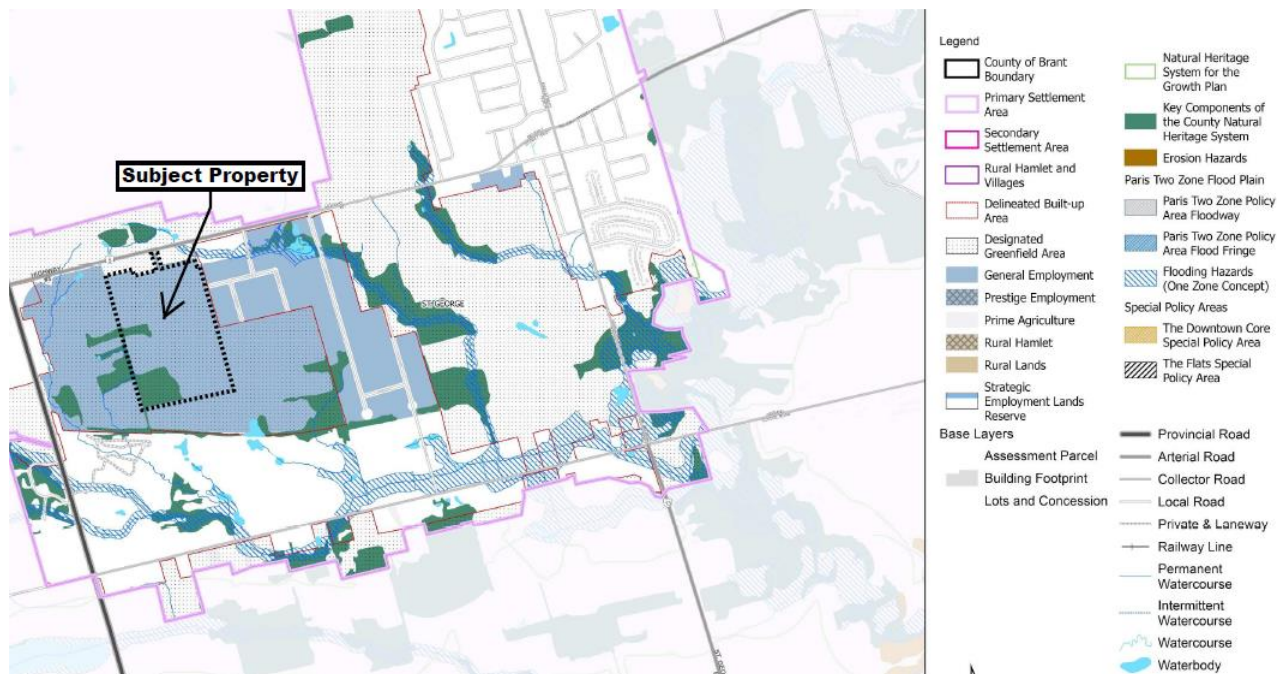 Subject Property
HIGHWAY
ST. GEORGE
Legend
County of Brant
Boundary
Primary Settlement
Area
Secondary
Settlement Area
Rural Hamlet and
Villages
Delineated Built-up
Area
Designated
Greenfield Area
General Employment
Prestige Employment
Prime Agriculture
Rural Hamlet
Rural Lands
Strategic
Employment Lands
Reserve
Base Layers
Assessment Parcel
Building Footprint
Lots and Concession
Natural Heritage
System for the
Growth Plan
Key Components of
the County Natural
Heritage System
Erosion Hazards
Paris Two Zone Flood Plain
Paris Two Zone Policy
Area Floodway
Paris Two Zone Policy
Area Flood Fringe
Flooding Hazards
(One Zone Concept)
Special Policy Areas
The Downtown Core
Special Policy Area
The Flats Special
Policy Area
Provincial Road
Arterial Road
Collector Road
Local Road
Private & Laneway
Railway Line
Permanent
Watercourse
Intermittent
Watercourse
Watercourse
Waterbody